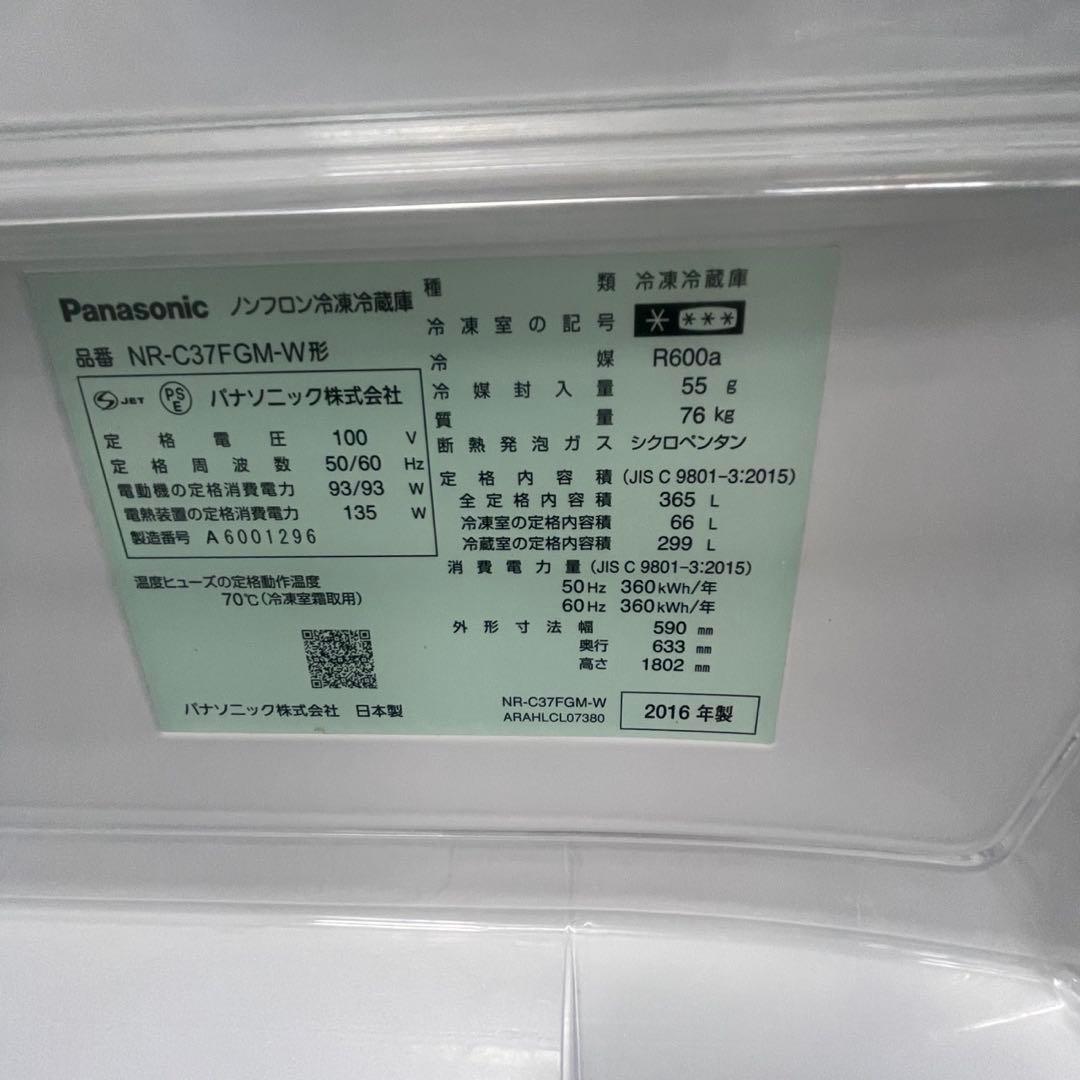 Panasonic ノンフロン冷凍冷蔵庫
品番 NR-C37FGM-W形
JET PSE パナソニック株式会社
定格電圧 100 V
定格周波数 50/60 Hz
電動機の定格消費電力 93/93 W
電熱装置の定格消費電力 135 W
製造番号 A6001296
温度ヒューズの定格動作温度
70℃(冷凍室霜取用)
パナソニック株式会社 日本製
種類 冷凍冷蔵庫
冷凍室の記号 * ***
冷媒 R600a
冷媒封入量 55 g
質量 76 kg
断熱発泡ガス シクロペンタン
定格内容積 (JIS C 9801-3:2015)
全定格内容積 365 L
冷凍室の定格内容積 66 L
冷蔵室の定格内容積 299 L
消費電力量 (JIS C 9801-3:2015)
50Hz 360kWh/年
60Hz 360kWh/年
外形寸法 幅 590 mm
奥行 633 mm
高さ 1802 mm
NR-C37FGM-W
ARAHLCL07380
2016 年製